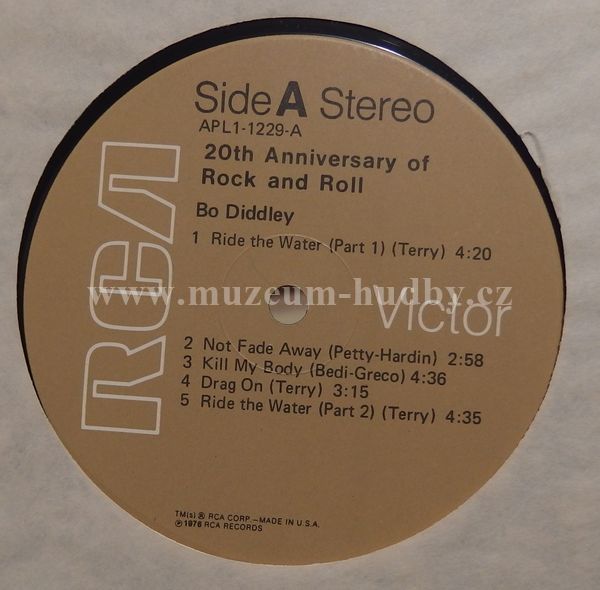 Side A Stereo
APL1-1229-A
20th Anniversary of
Rock and Roll
Bo Diddley
1 Ride the Water (Part 1) (Terry) 4:20
www.muzeum-hudby.cz
RCA
Victor
2 Not Fade Away (Petty-Hardin) 2:58
3 Kill My Body (Bedi-Greco) 4:36
4 Drag On (Terry) 3:15
5 Ride the Water (Part 2) (Terry) 4:35
TM(s) ® RCA CORP.—MADE IN U.S.A.
℗ 1976 RCA RECORDS